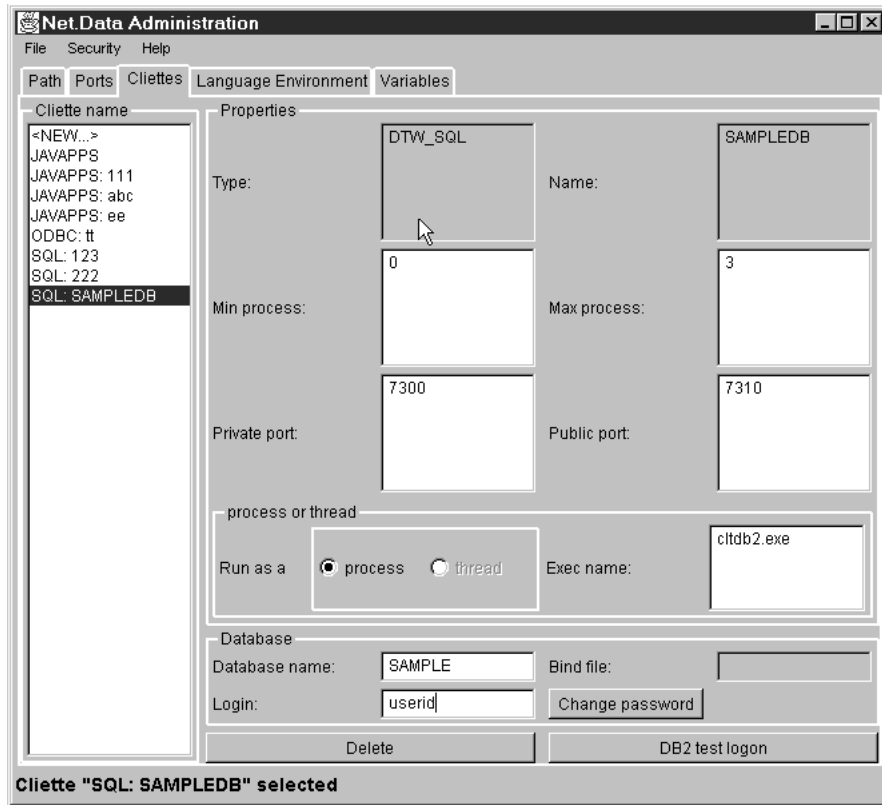 Net.Data Administration
File Security Help
Path Ports Cliettes Language Environment Variables
Cliette name
<NEW...>
JAVAPPS
JAVAPPS: 111
JAVAPPS: abc
JAVAPPS: ee
ODBC: tt
SQL: 123
SQL: 222
SQL: SAMPLEDB
Properties
Type: DTW_SQL Name: SAMPLEDB
Min process: 0 Max process: 3
Private port: 7300 Public port: 7310
process or thread
Run as a process thread Exec name: cltdb2.exe
Database
Database name: SAMPLE Bind file:
Login: userid Change password
Delete DB2 test logon
Cliette "SQL: SAMPLEDB" selected